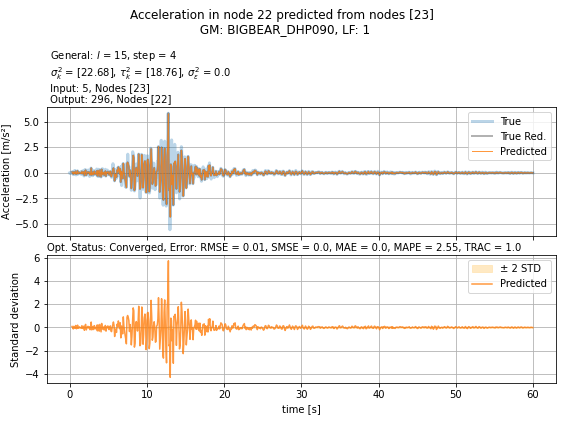 Acceleration in node 22 predicted from nodes [23]
GM: BIGBEAR_DHP090, LF: 1
General: l = 15, step = 4
σ²ₖ = [22.68], τ²ₖ = [18.76], σ²ε = 0.0
Input: 5, Nodes [23]
Output: 296, Nodes [22]
Acceleration [m/s²]
5.0
2.5
0.0
−2.5
−5.0
True
True Red.
Predicted
Opt. Status: Converged, Error: RMSE = 0.01, SMSE = 0.0, MAE = 0.0, MAPE = 2.55, TRAC = 1.0
Standard deviation
6
4
2
0
−2
−4
± 2 STD
Predicted
0 10 20 30 40 50 60
time [s]